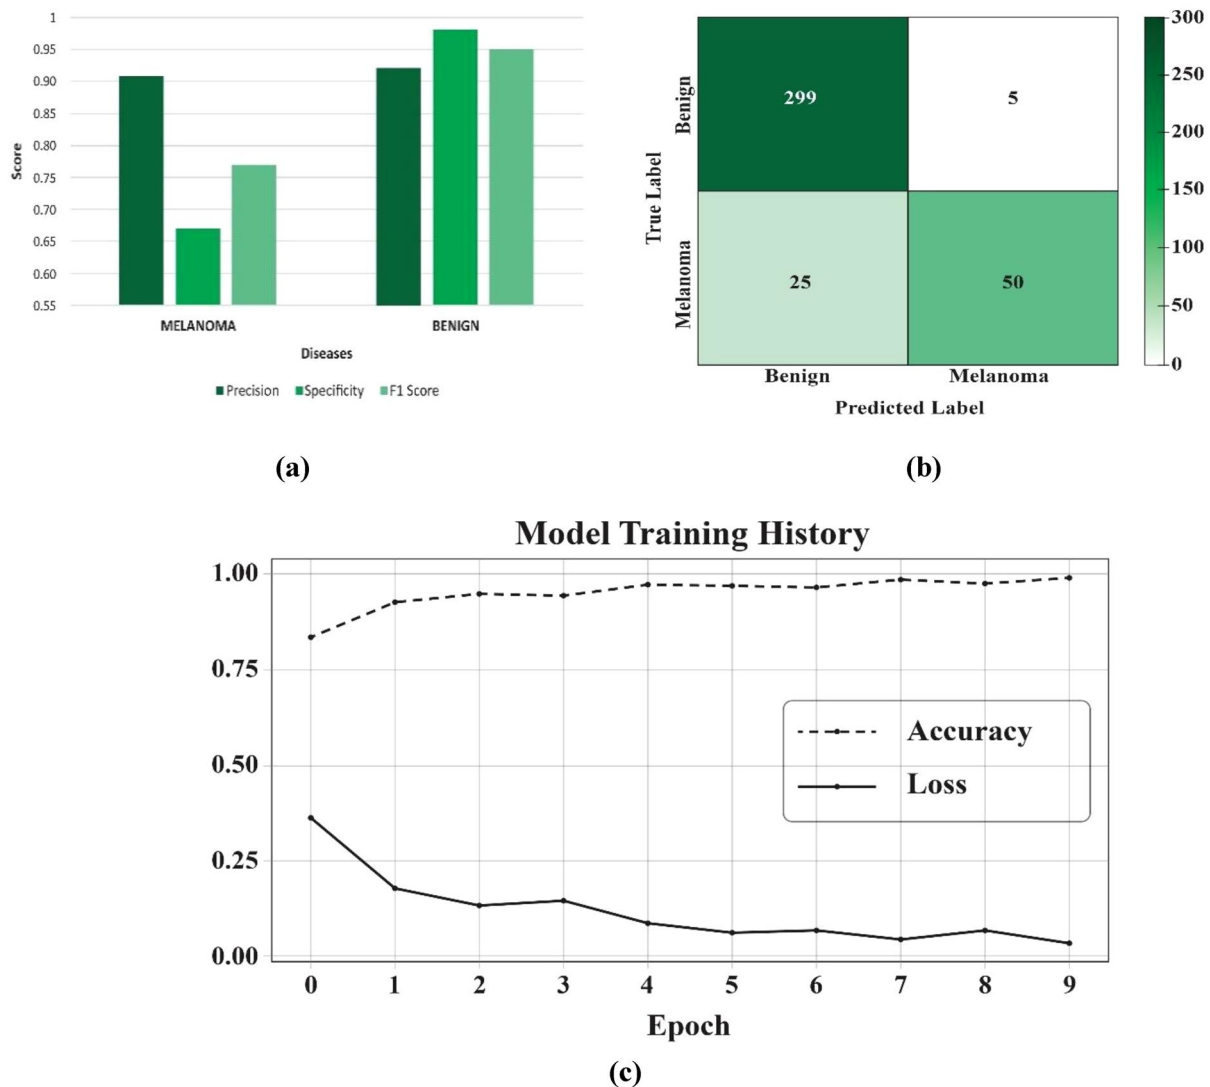 1
0.95
0.90
0.85
0.80
0.75
0.70
0.65
0.60
0.55
Score
MELANOMA
BENIGN
Diseases
Precision
Specificity
F1 Score
(a)
True Label
Benign
Melanoma
299
5
25
50
Benign
Melanoma
Predicted Label
300
250
200
150
100
50
0
(b)
Model Training History
1.00
0.75
0.50
0.25
0.00
Accuracy
Loss
0 1 2 3 4 5 6 7 8 9
Epoch
(c)